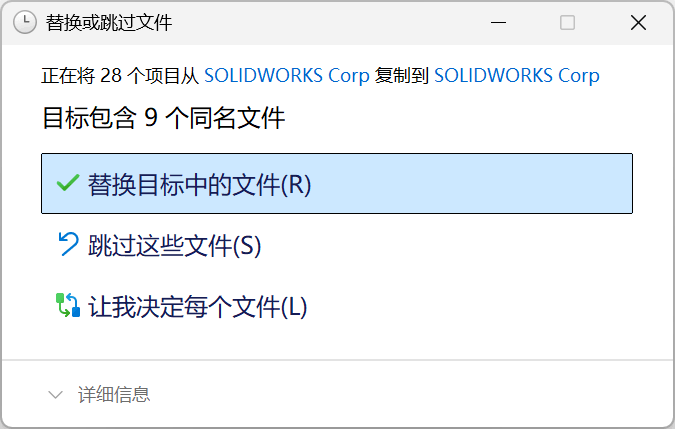 替换或跳过文件
正在将 28 个项目从 SOLIDWORKS Corp 复制到 SOLIDWORKS Corp
目标包含 9 个同名文件
替换目标中的文件(R)
跳过这些文件(S)
让我决定每个文件(L)
详细信息